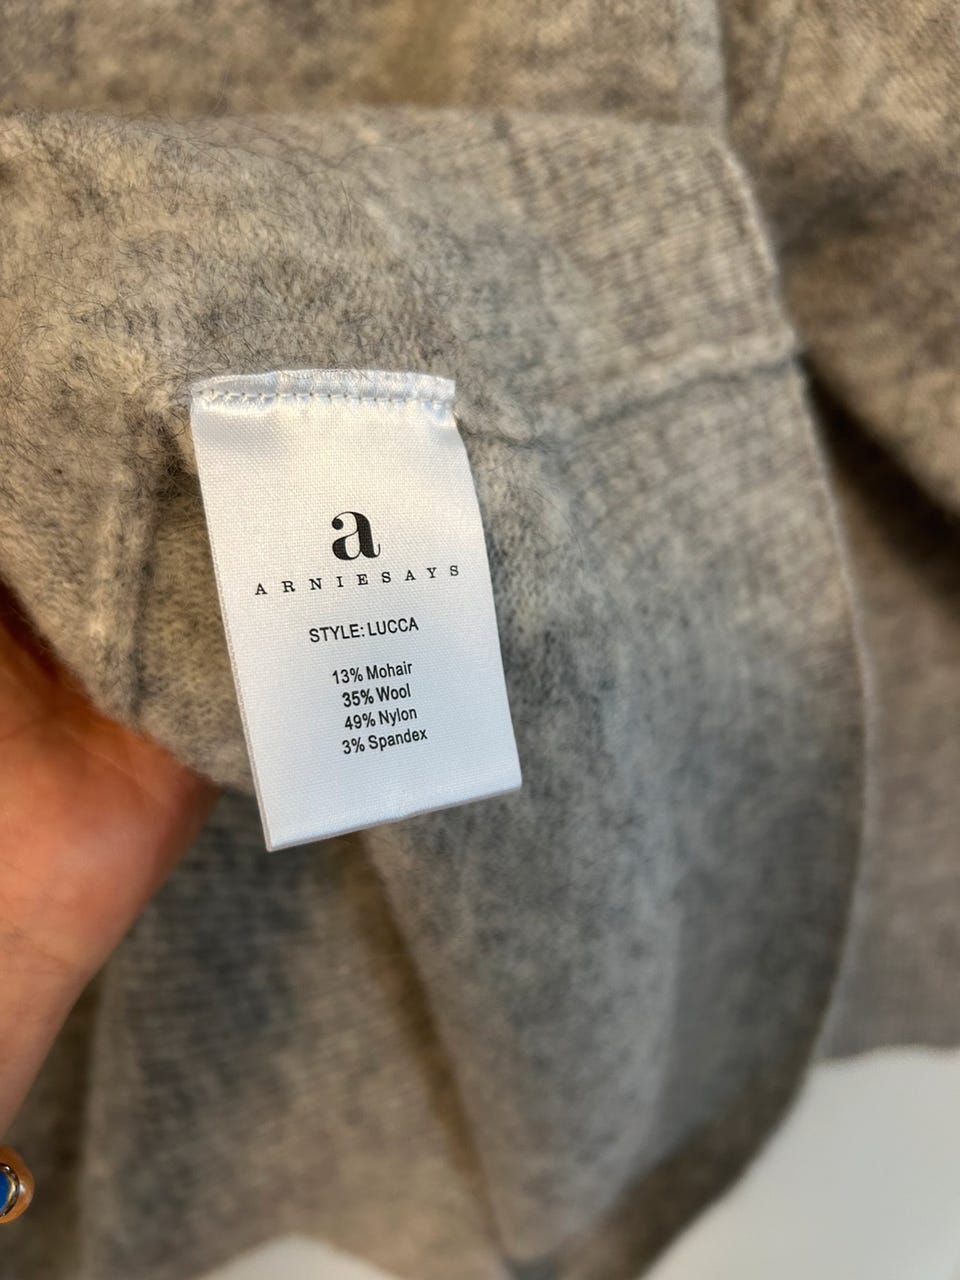 a
ARNIESAYS
STYLE: LUCCA
13% Mohair
35% Wool
49% Nylon
3% Spandex